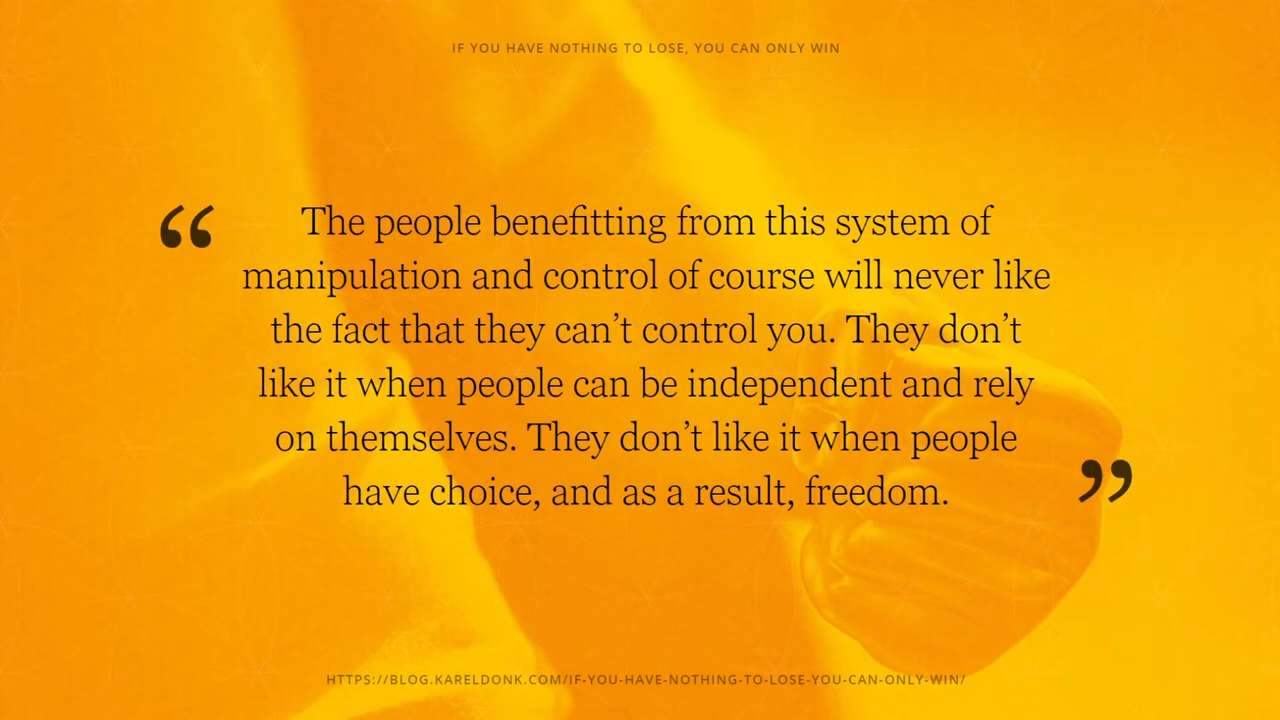 IF YOU HAVE NOTHING TO LOSE, YOU CAN ONLY WIN
“ The people benefitting from this system of
manipulation and control of course will never like
the fact that they can’t control you. They don’t
like it when people can be independent and rely
on themselves. They don’t like it when people
have choice, and as a result, freedom. ”
HTTPS://BLOG.KARELDONK.COM/IF-YOU-HAVE-NOTHING-TO-LOSE-YOU-CAN-ONLY-WIN/